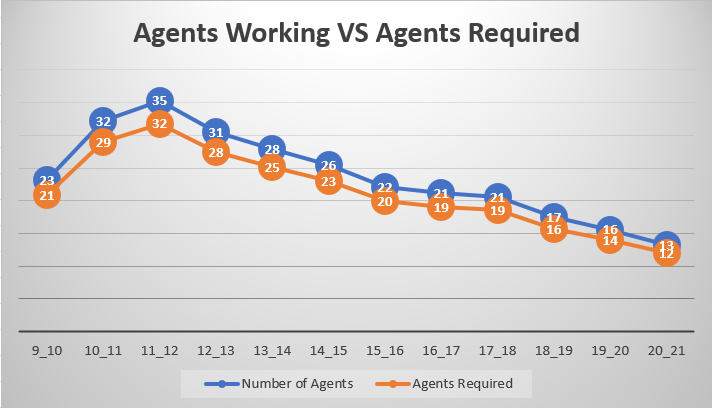 Agents Working VS Agents Required
23 32 35 31 28 26 22 21 21 17 16 13
21 29 32 28 25 23 20 19 19 16 14 12
9_10 10_11 11_12 12_13 13_14 14_15 15_16 16_17 17_18 18_19 19_20 20_21
Number of Agents Agents Required